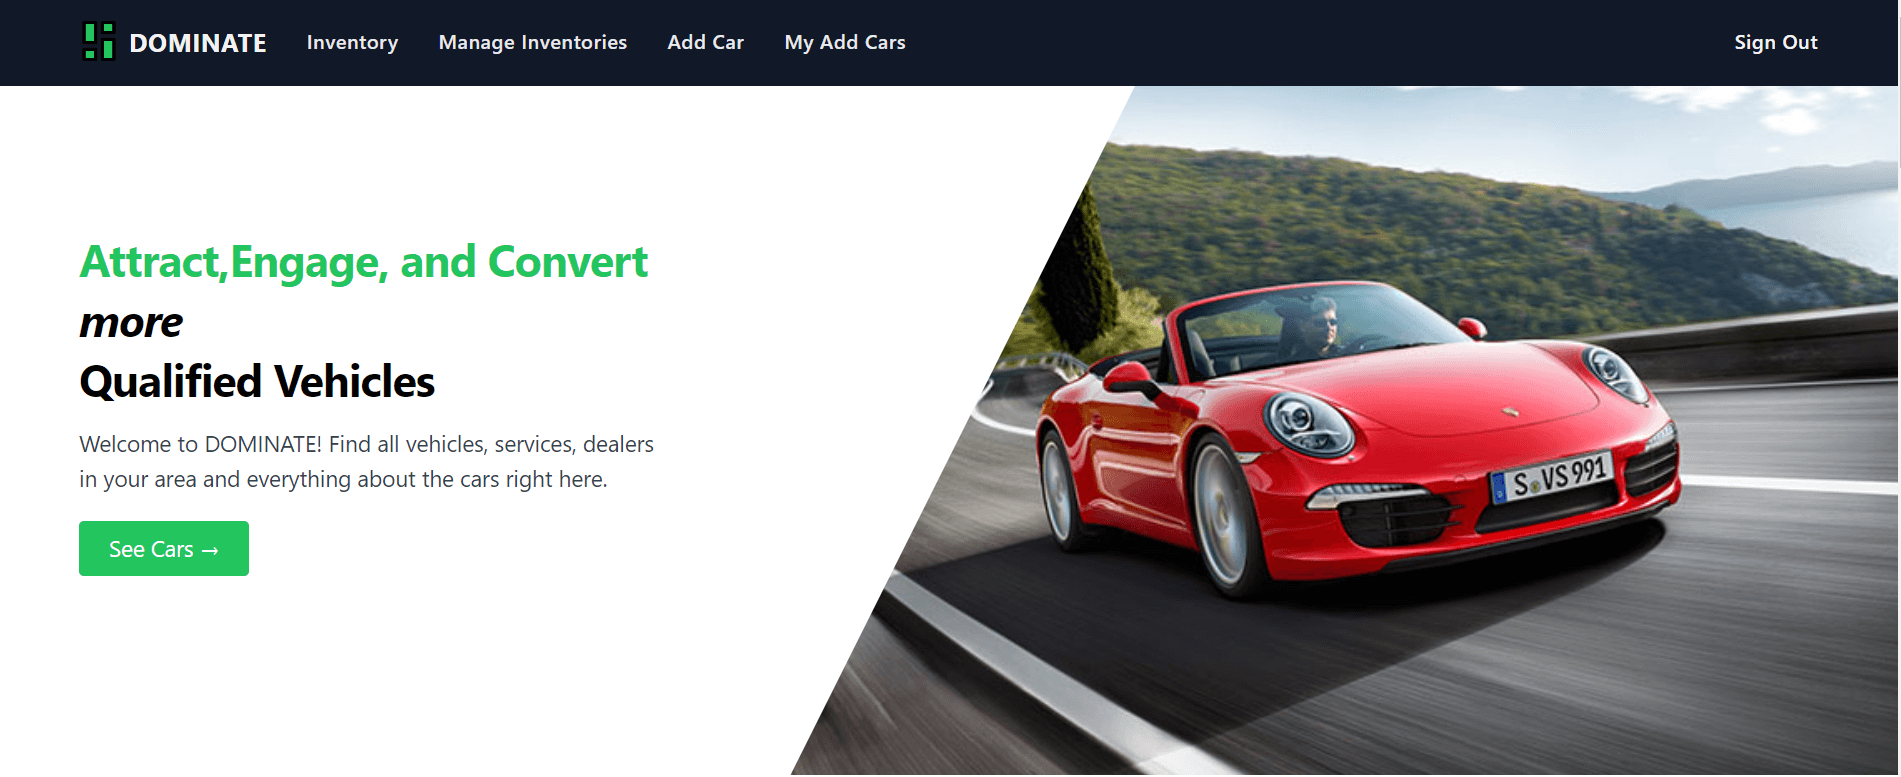 DOMINATE Inventory Manage Inventories Add Car My Add Cars Sign Out
Attract,Engage, and Convert
more
Qualified Vehicles
Welcome to DOMINATE! Find all vehicles, services, dealers
in your area and everything about the cars right here.
See Cars →
S VS 991